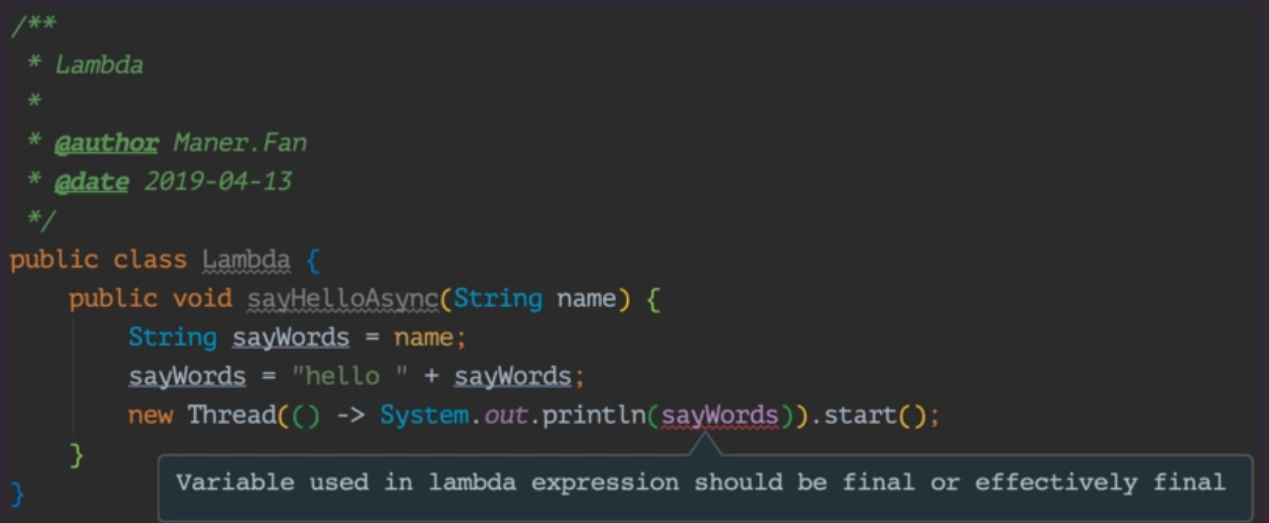 /**
 * Lambda
 *
 * @author Maner.Fan
 * @date 2019-04-13
 */
public class Lambda {
    public void sayHelloAsync(String name) {
        String sayWords = name;
        sayWords = "hello " + sayWords;
        new Thread(() -> System.out.println(sayWords)).start();
    }
Variable used in lambda expression should be final or effectively final
}